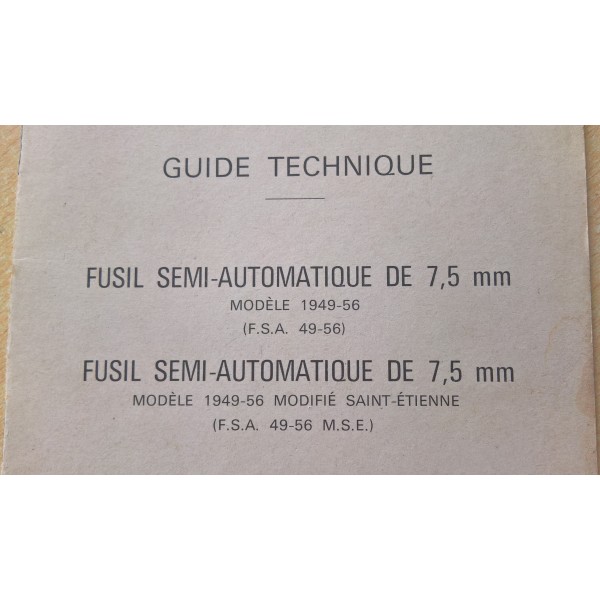 GUIDE TECHNIQUE
FUSIL SEMI-AUTOMATIQUE DE 7,5 mm
MODÈLE 1949-56
(F.S.A. 49-56)
FUSIL SEMI-AUTOMATIQUE DE 7,5 mm
MODÈLE 1949-56 MODIFIÉ SAINT-ÉTIENNE
(F.S.A. 49-56 M.S.E.)